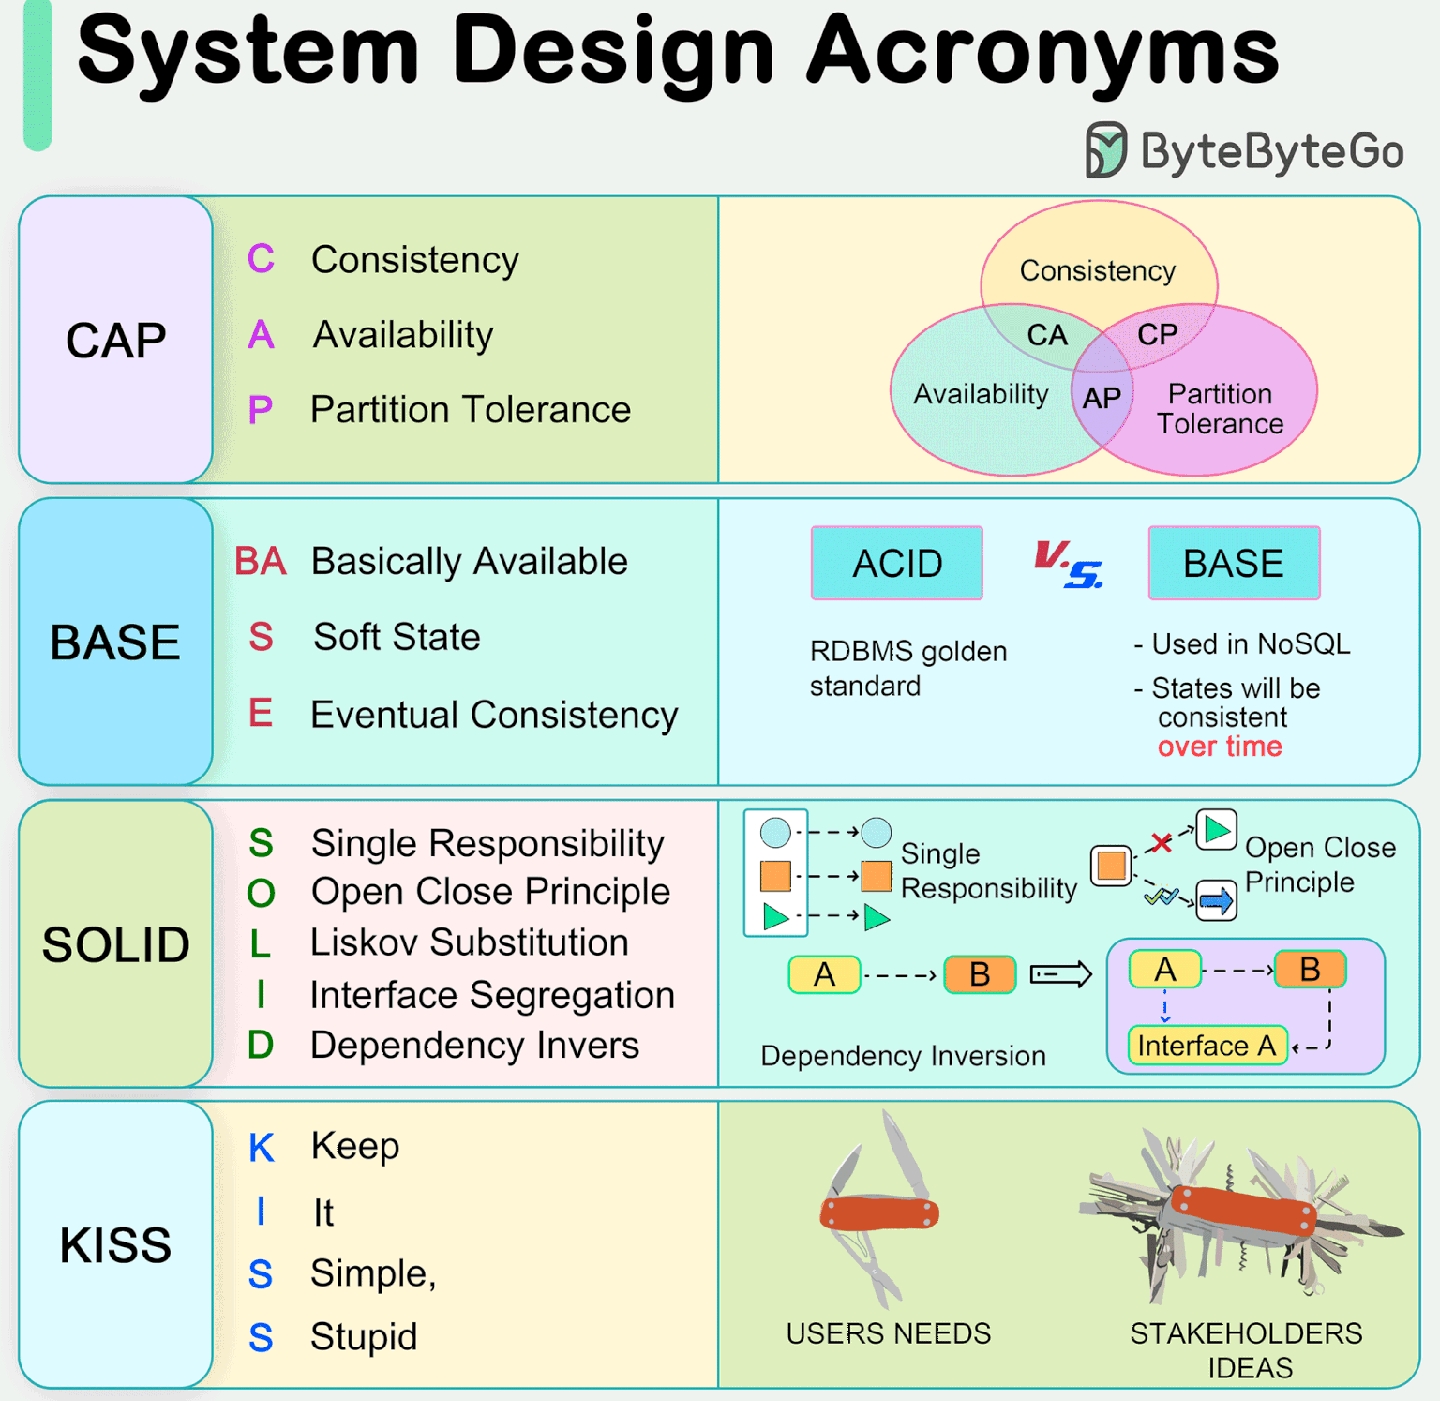 System Design Acronyms
ByteByteGo
CAP
C Consistency
A Availability
P Partition Tolerance
Consistency
CA
CP
Availability
AP
Partition
Tolerance
BASE
BA Basically Available
S Soft State
E Eventual Consistency
ACID
V.S.
BASE
RDBMS golden
standard
- Used in NoSQL
- States will be
consistent
over time
SOLID
S Single Responsibility
O Open Close Principle
L Liskov Substitution
I Interface Segregation
D Dependency Invers
Single
Responsibility
Open Close
Principle
A
B
A
B
Interface A
Dependency Inversion
KISS
K Keep
I It
S Simple,
S Stupid
USERS NEEDS
STAKEHOLDERS
IDEAS